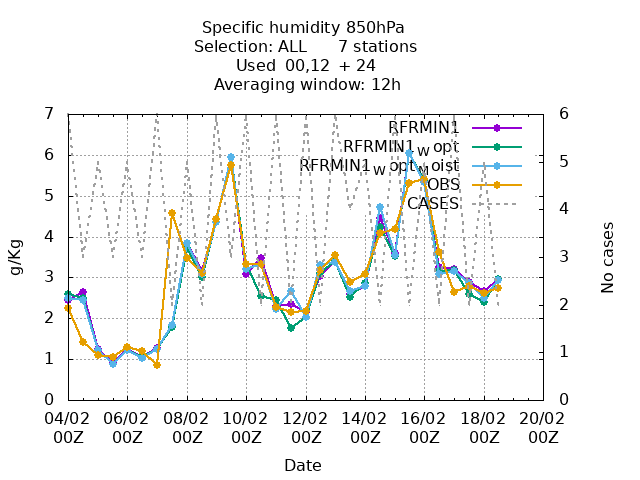 Specific humidity 850hPa
Selection: ALL 7 stations
Used 00,12 + 24
Averaging window: 12h
7
6
5
4
3
2
1
0
6
5
4
3
2
1
0
RFRMIN1
RFRMIN1_W opt
RFRMIN1_W opt_Moist
OBS
CASES
g/Kg
No cases
04/02 06/02 08/02 10/02 12/02 14/02 16/02 18/02 20/02
00Z 00Z 00Z 00Z 00Z 00Z 00Z 00Z 00Z
Date